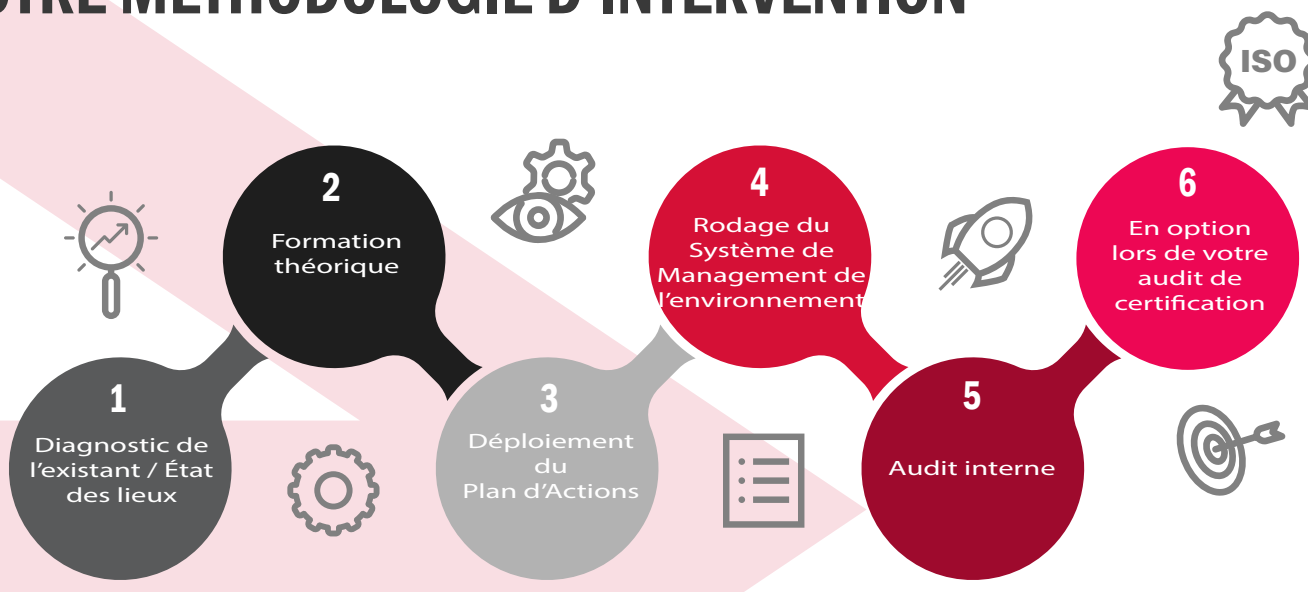 OTRE MÉTHODOLOGIE D'INTERVENTION
ISO
1
Diagnostic de
l'existant / État
des lieux
2
Formation
théorique
3
Déploiement
du
Plan d'Actions
4
Rodage du
Système de
Management de
l'environnement
5
Audit interne
6
En option
lors de votre
audit de
certification